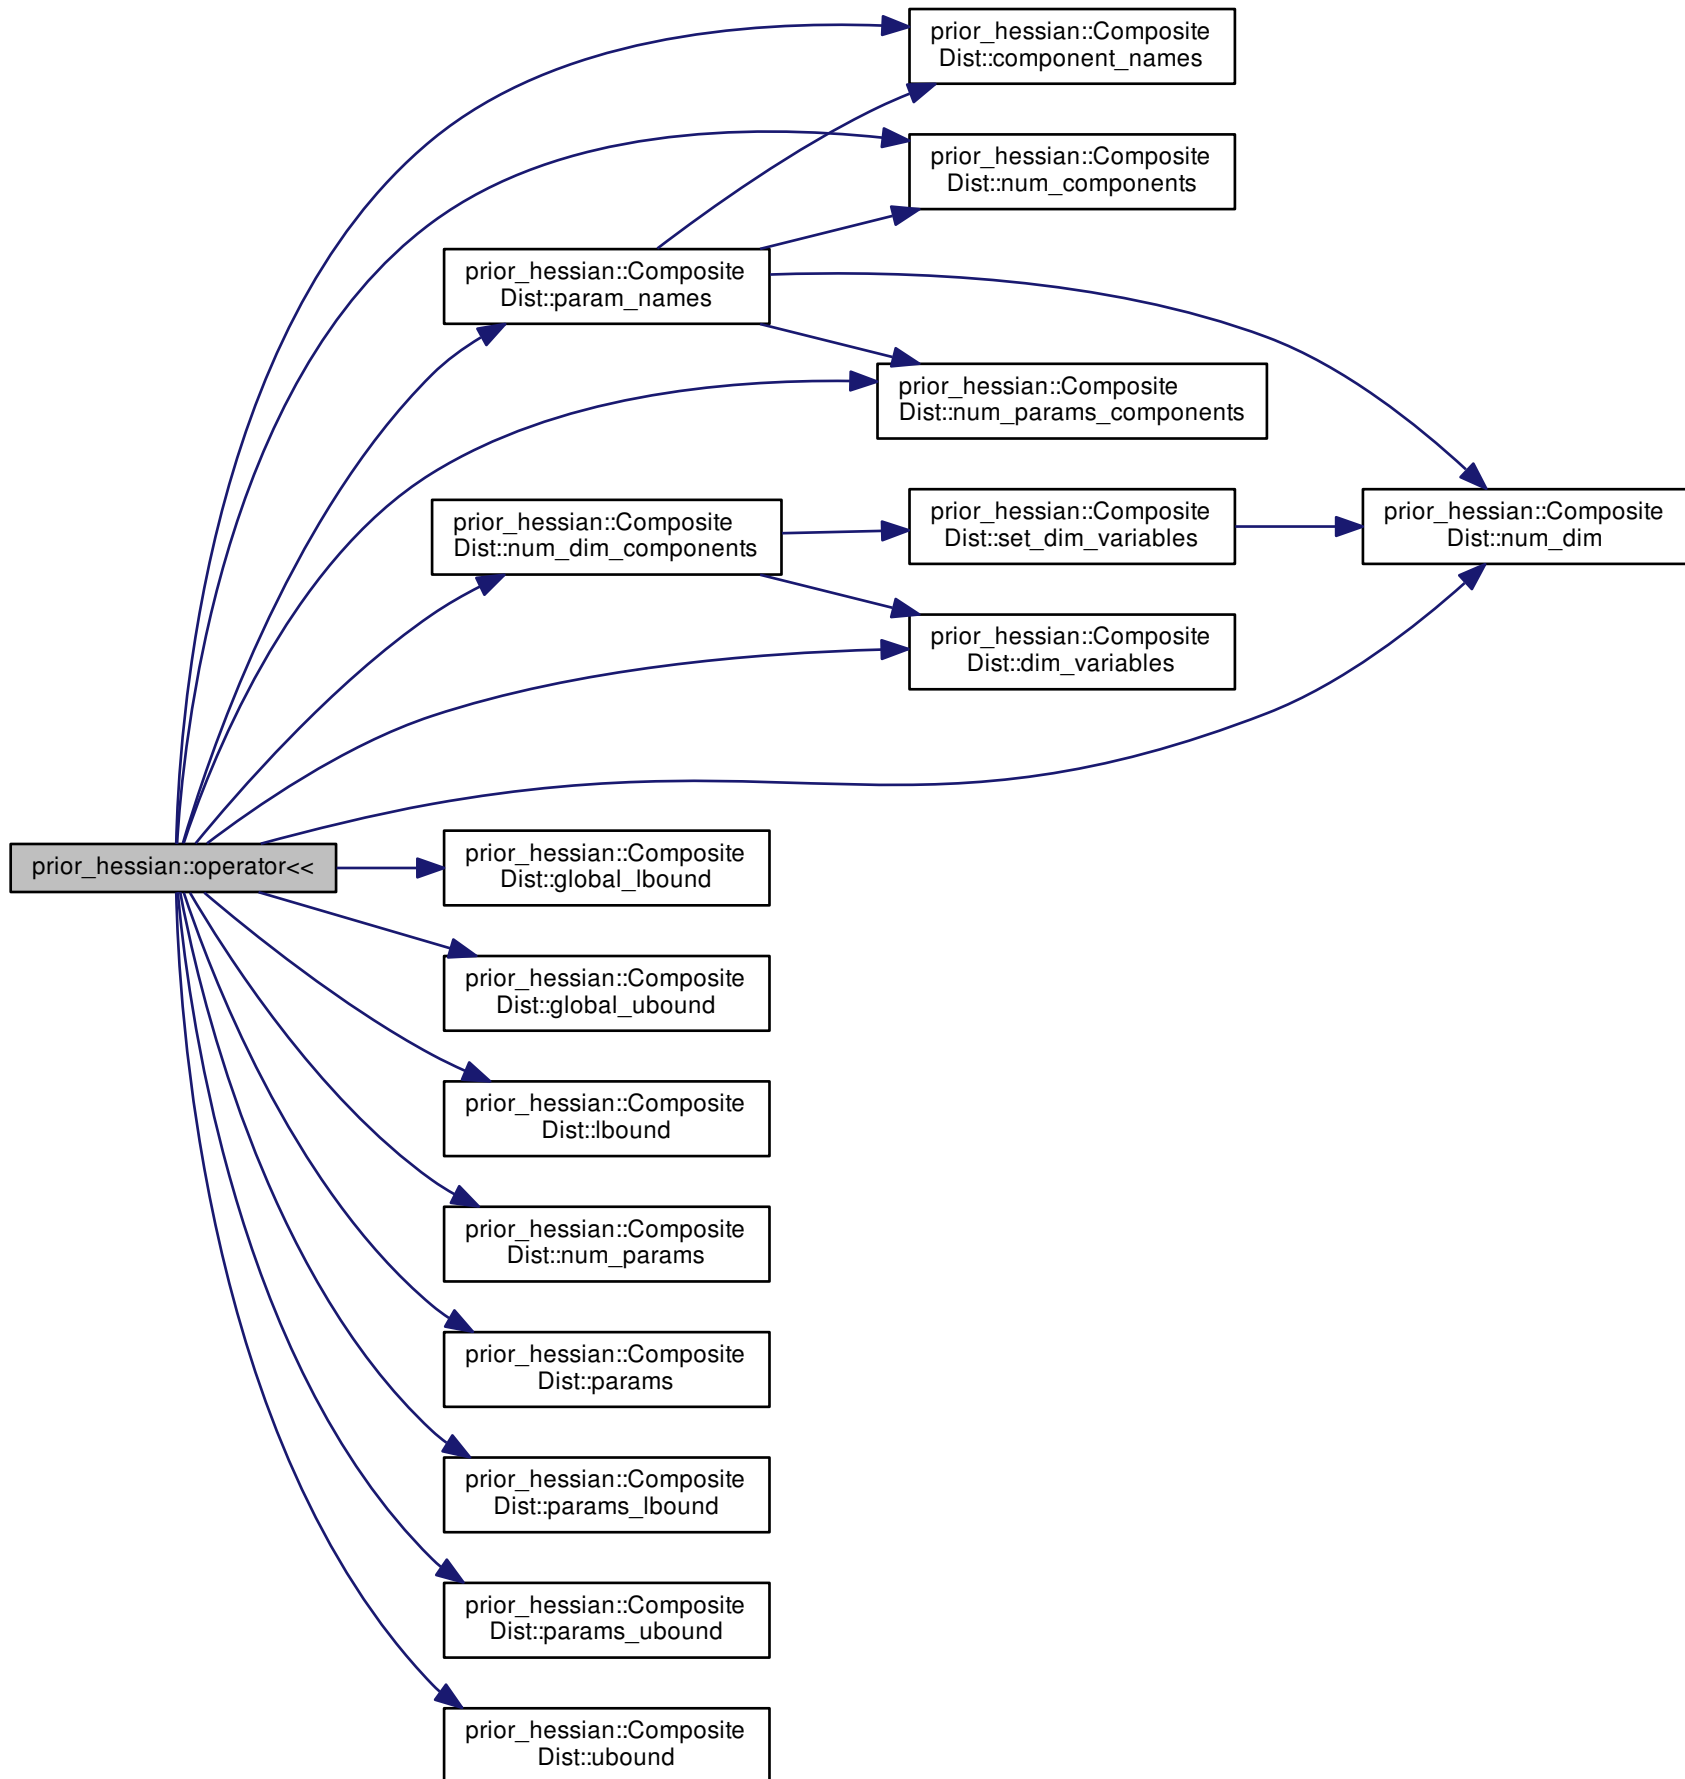 prior_hessian::Composite
Dist::component_names
prior_hessian::Composite
Dist::num_components
prior_hessian::Composite
Dist::param_names
prior_hessian::Composite
Dist::num_params_components
prior_hessian::Composite
Dist::num_dim_components
prior_hessian::Composite
Dist::set_dim_variables
prior_hessian::Composite
Dist::num_dim
prior_hessian::Composite
Dist::dim_variables
prior_hessian::operator<<
prior_hessian::Composite
Dist::global_lbound
prior_hessian::Composite
Dist::global_ubound
prior_hessian::Composite
Dist::lbound
prior_hessian::Composite
Dist::num_params
prior_hessian::Composite
Dist::params
prior_hessian::Composite
Dist::params_lbound
prior_hessian::Composite
Dist::params_ubound
prior_hessian::Composite
Dist::ubound